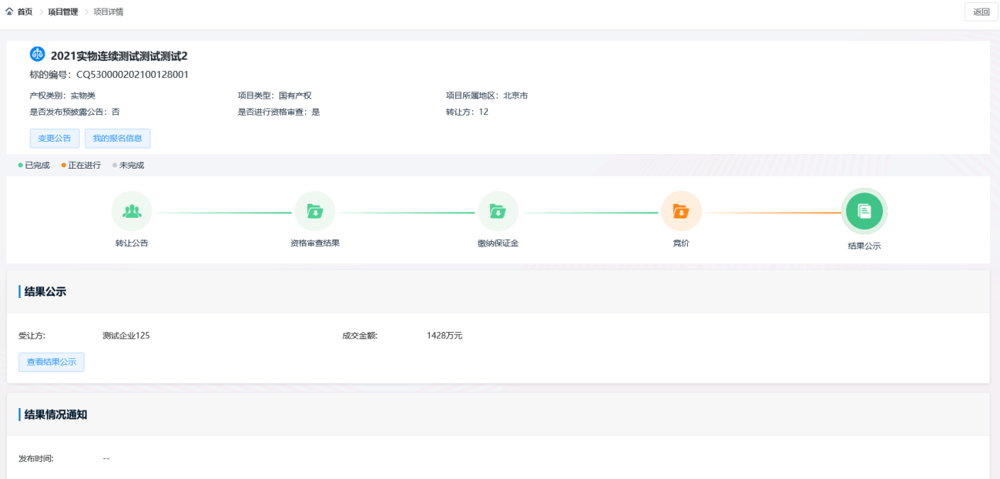 首页 > 项目管理 > 项目详情 返回
2021实物连续测试测试测试2
标的编号：CQ530000202100128001
产权类别：实物类 项目类型：国有产权 项目所属地区：北京市
是否发布预披露公告：否 是否进行资格审查：是 转让方：12
变更公告 我的报名信息
已完成 正在进行 未完成
转让公告 资格审查结果 缴纳保证金 竞价 结果公示
结果公示
受让方: 测试企业125 成交金额: 1428万元
查看结果公示
结果情况通知
发布时间: --